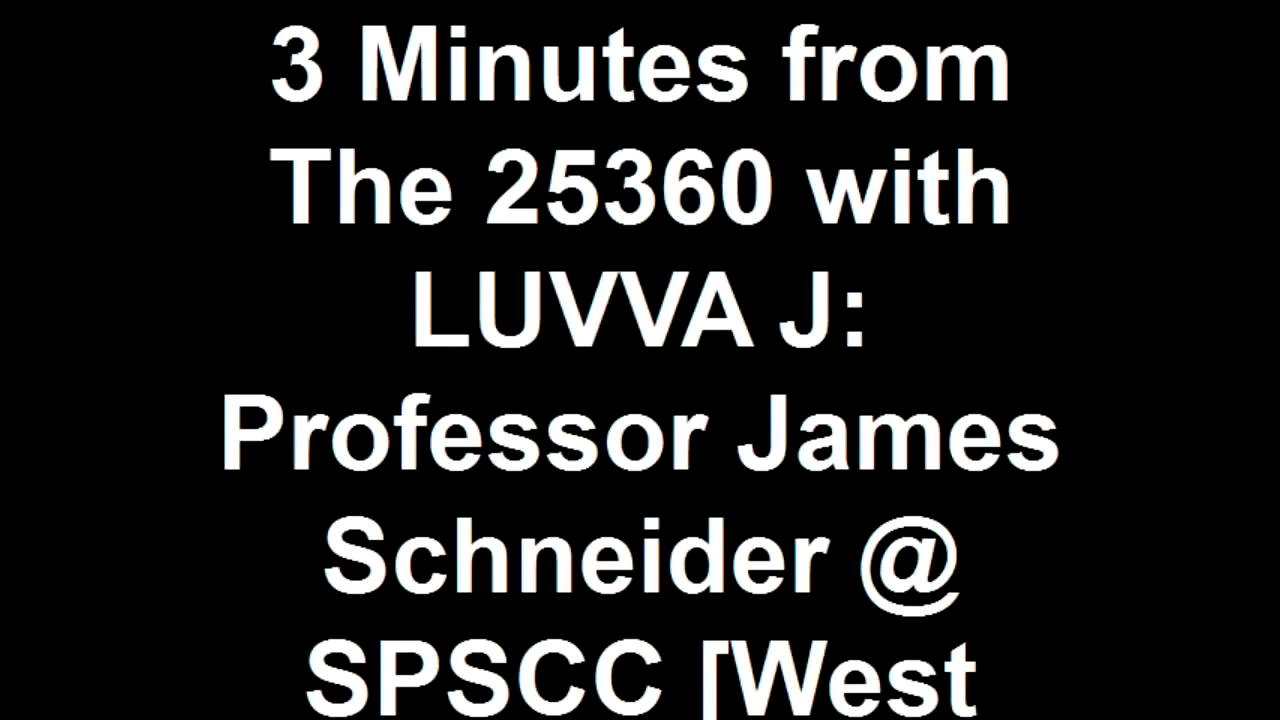 3 Minutes from
The 25360 with
LUVVA J:
Professor James
Schneider @
SPSCC [West